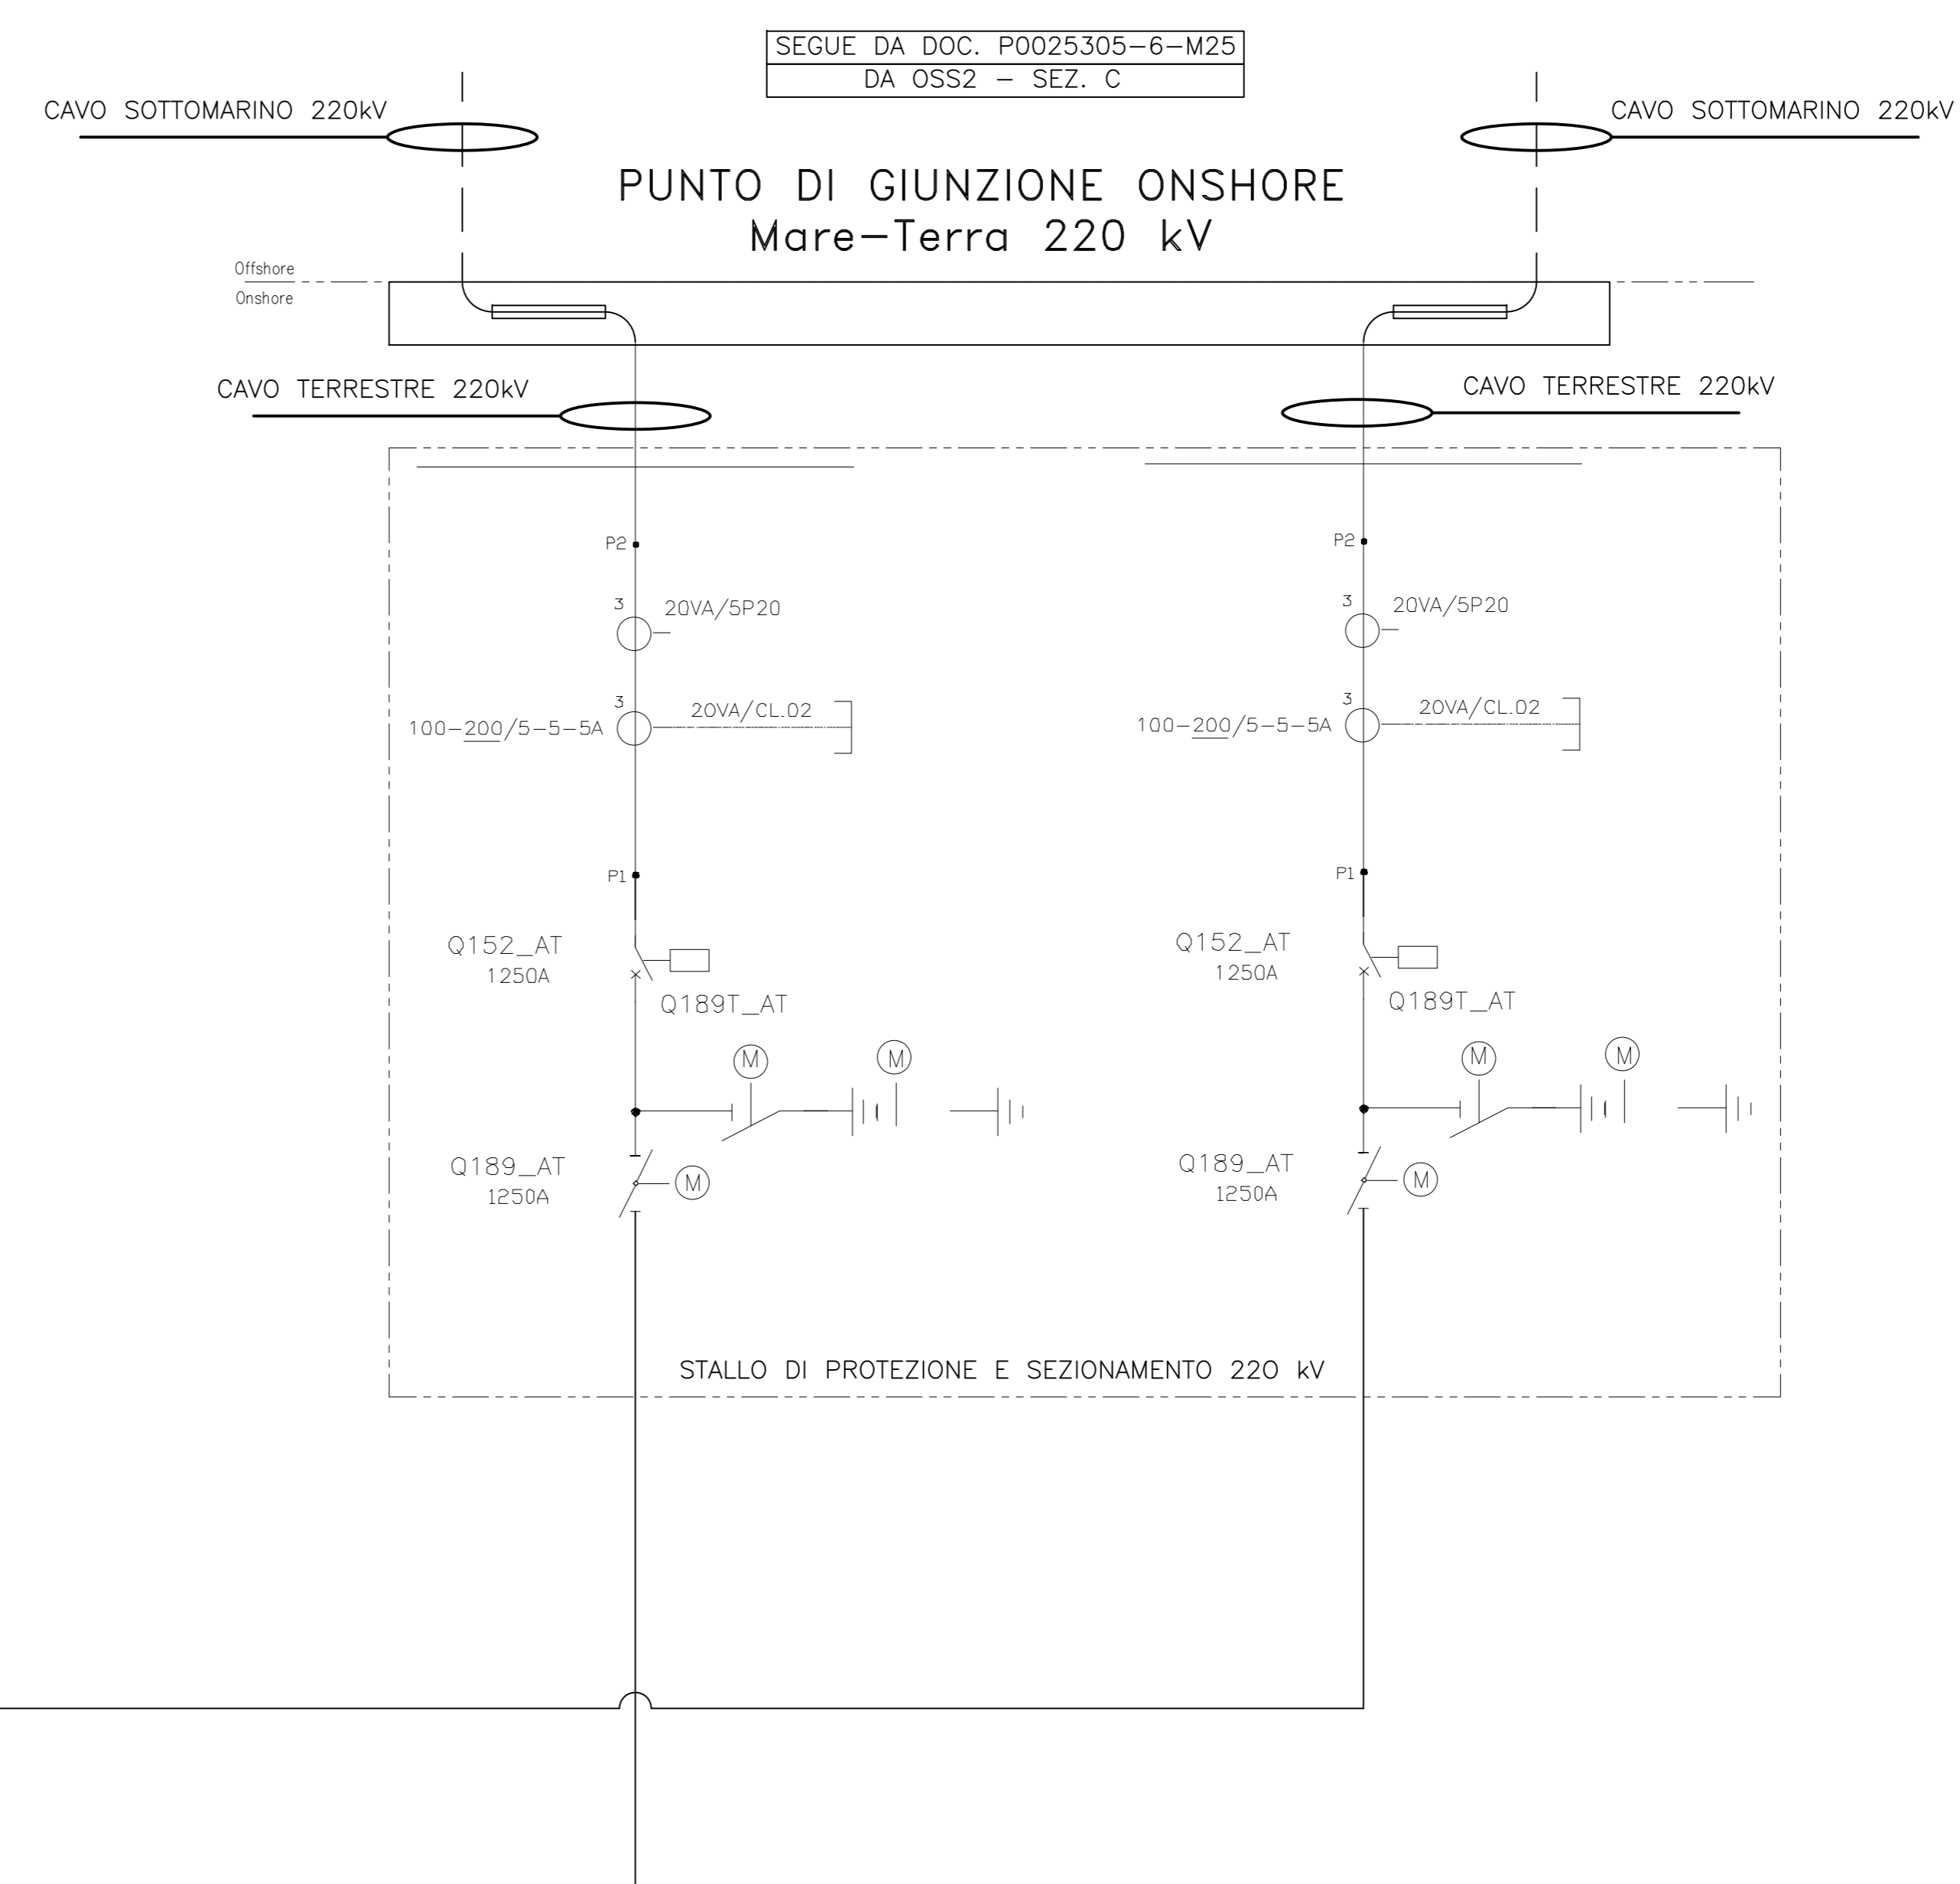 SEGUE DA DOC. P0025305-6-M25
DA OSS2 - SEZ. C
CAVO SOTTOMARINO 220kV
CAVO SOTTOMARINO 220kV
PUNTO DI GIUNZIONE ONSHORE
Mare-Terra 220 kV
Offshore
Onshore
CAVO TERRESTRE 220kV
CAVO TERRESTRE 220kV
P2
P2
3
20VA/5P20
3
20VA/5P20
3
20VA/CL.02
100-200/5-5-5A
3
20VA/CL.02
100-200/5-5-5A
P1
P1
Q152_AT
1250A
Q189T_AT
Q152_AT
1250A
Q189T_AT
M
M
M
M
Q189_AT
1250A
M
Q189_AT
1250A
M
STALLO DI PROTEZIONE E SEZIONAMENTO 220 kV